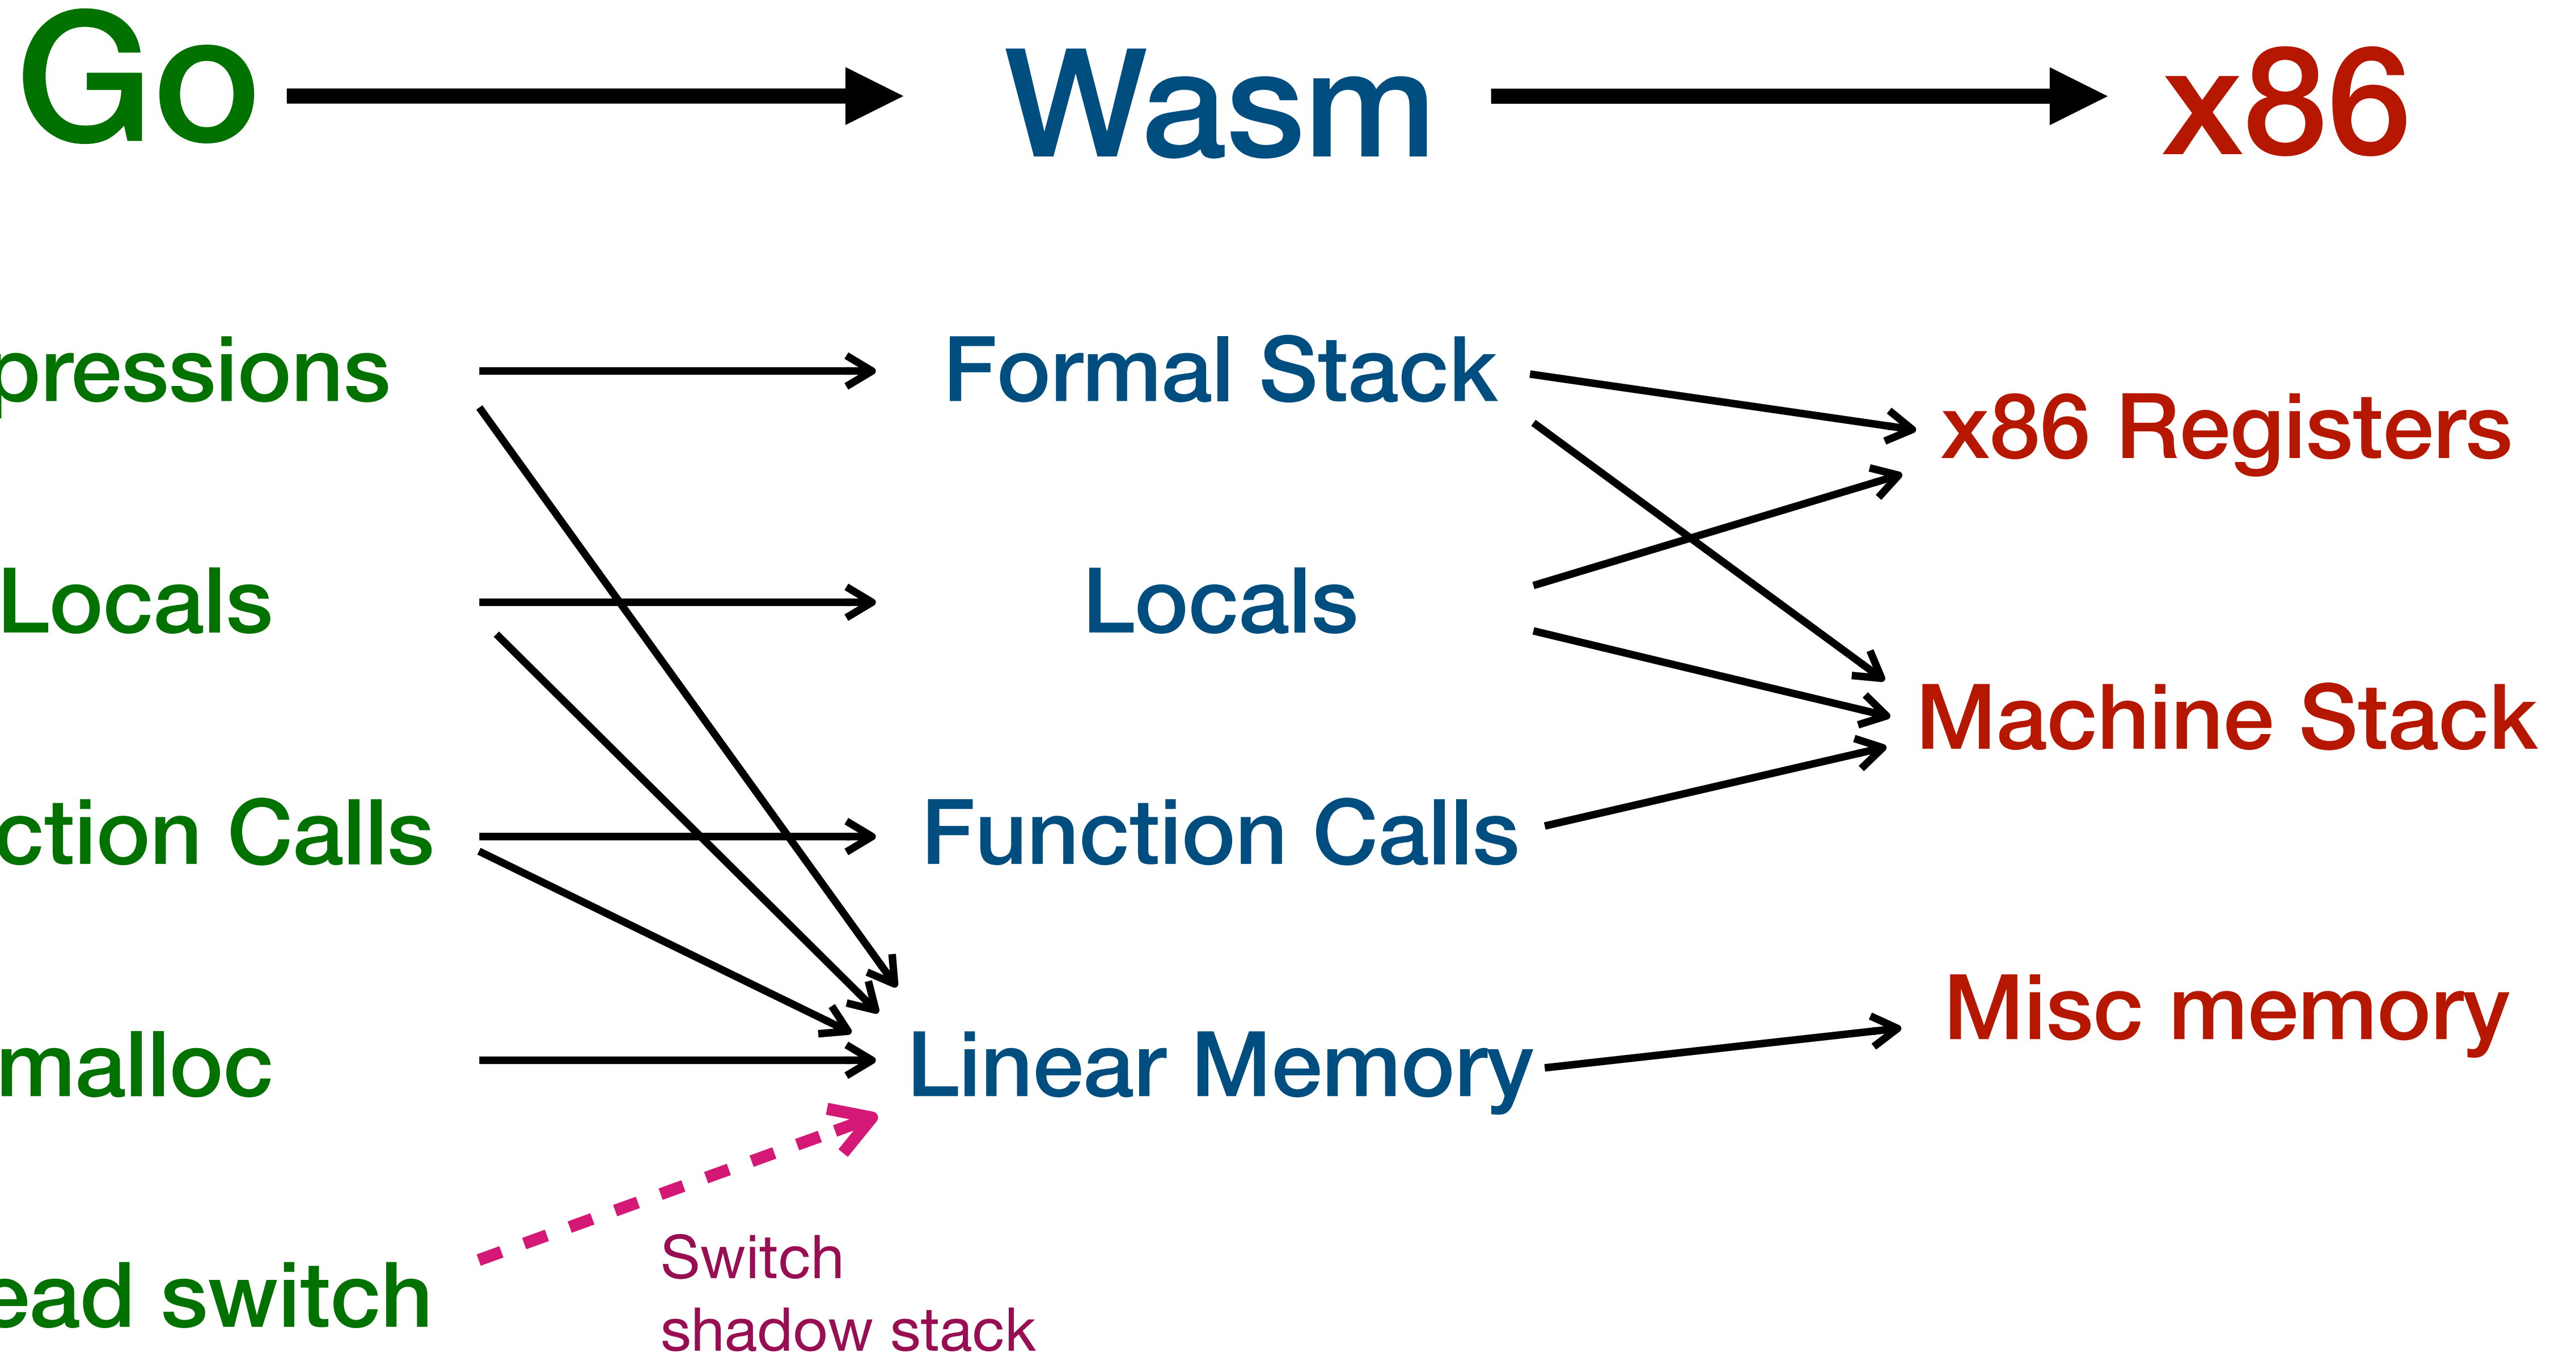 Go Wasm x86
pressions Formal Stack
x86 Registers
Locals Locals
Machine Stack
ction Calls Function Calls
Misc memory
malloc Linear Memory
ead switch
Switch
shadow stack